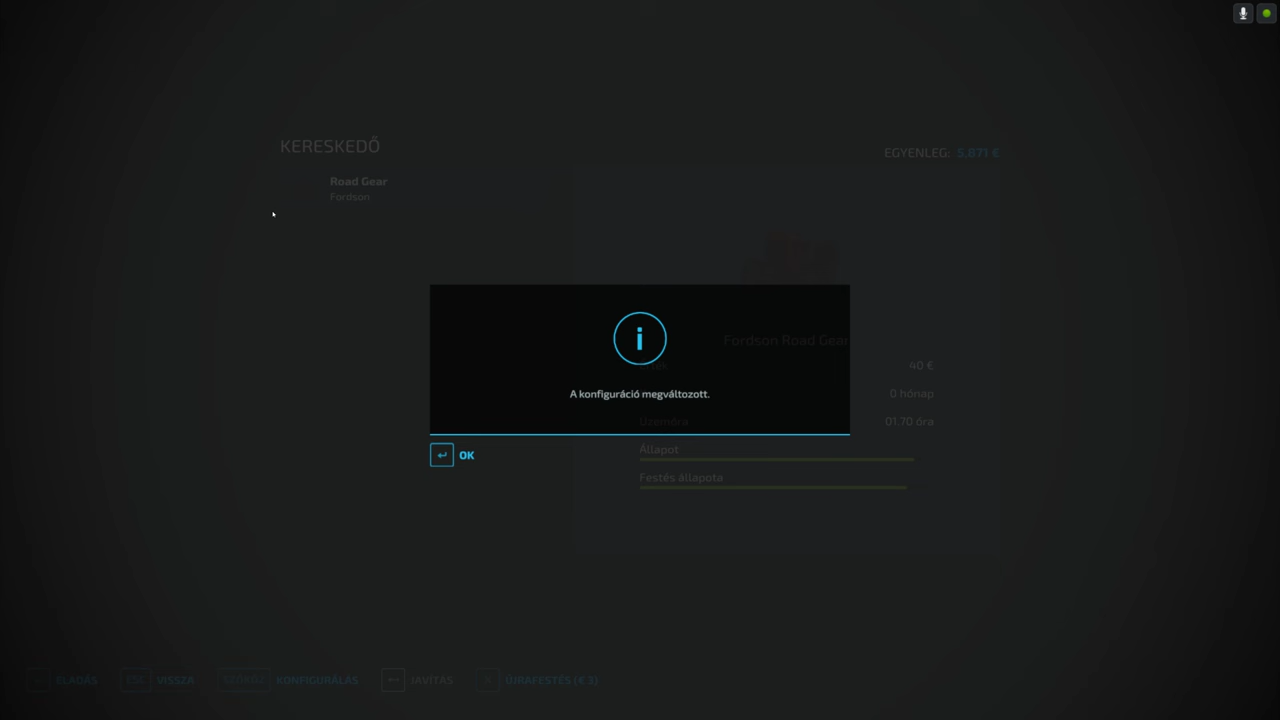 KERESKEDŐ
EGYENLEG: 5,871 €
Road Gear
Fordson
Fordson Road Gear
40 €
A konfiguráció megváltozott.
0 hónap
Üzemóra 01:70 óra
OK
Állapot
Festés állapota
ELADÁS
ESC VISSZA
SZÓKÖZ KONFIGURÁLÁS
JAVÍTÁS
ÚJRAFESTÉS (€ 3)